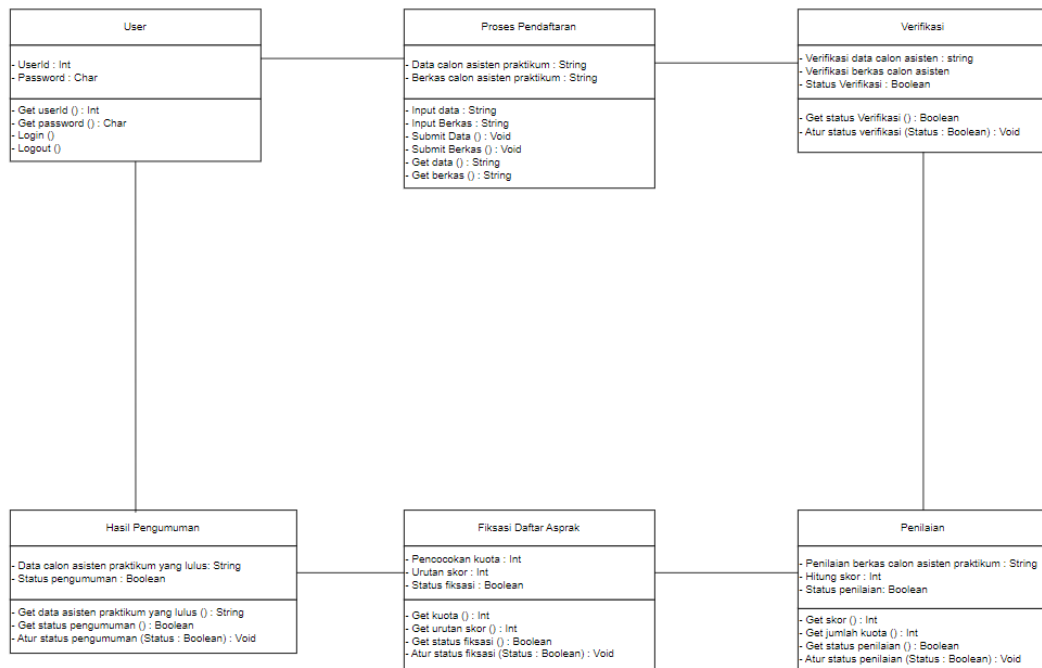 User
- UserId : Int
- Password : Char
- Get userId () : Int
- Get password () : Char
- Login ()
- Logout ()
Proses Pendaftaran
- Data calon asisten praktikum : String
- Berkas calon asisten praktikum : String
- Input data : String
- Input Berkas : String
- Submit Data () : Void
- Submit Berkas () : Void
- Get data () : String
- Get berkas () : String
Verifikasi
- Verifikasi data calon asisten : string
- Verifikasi berkas calon asisten
- Status Verifikasi : Boolean
- Get status Verifikasi () : Boolean
- Atur status verifikasi (Status : Boolean) : Void
Hasil Pengumuman
- Data calon asisten praktikum yang lulus: String
- Status pengumuman : Boolean
- Get data asisten praktikum yang lulus () : String
- Get status pengumuman () : Boolean
- Atur status pengumuman (Status : Boolean) : Void
Fiksasi Daftar Asprak
- Pencocokan kuota : Int
- Urutan skor : Int
- Status fiksasi : Boolean
- Get kuota () : Int
- Get urutan skor () : Int
- Get status fiksasi () : Boolean
- Atur status fiksasi (Status : Boolean) : Void
Penilaian
- Penilaian berkas calon asisten praktikum : String
- Hitung skor : Int
- Status penilaian: Boolean
- Get skor () : Int
- Get jumlah kuota () : Int
- Get status penilaian () : Boolean
- Atur status penilaian (Status : Boolean) : Void